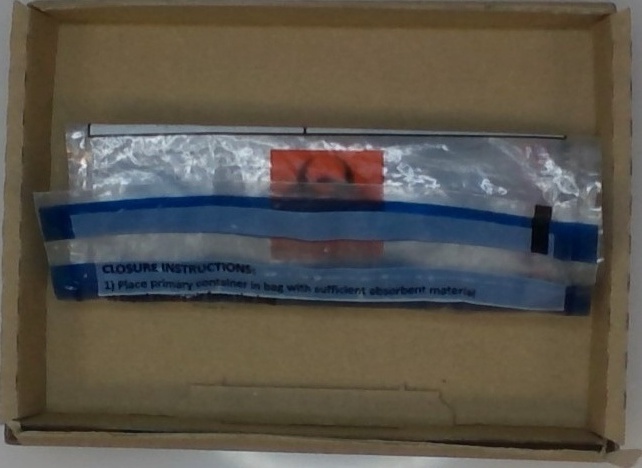 CLOSURE INSTRUCTIONS:
1) Place primary container in bag with sufficient absorbent material